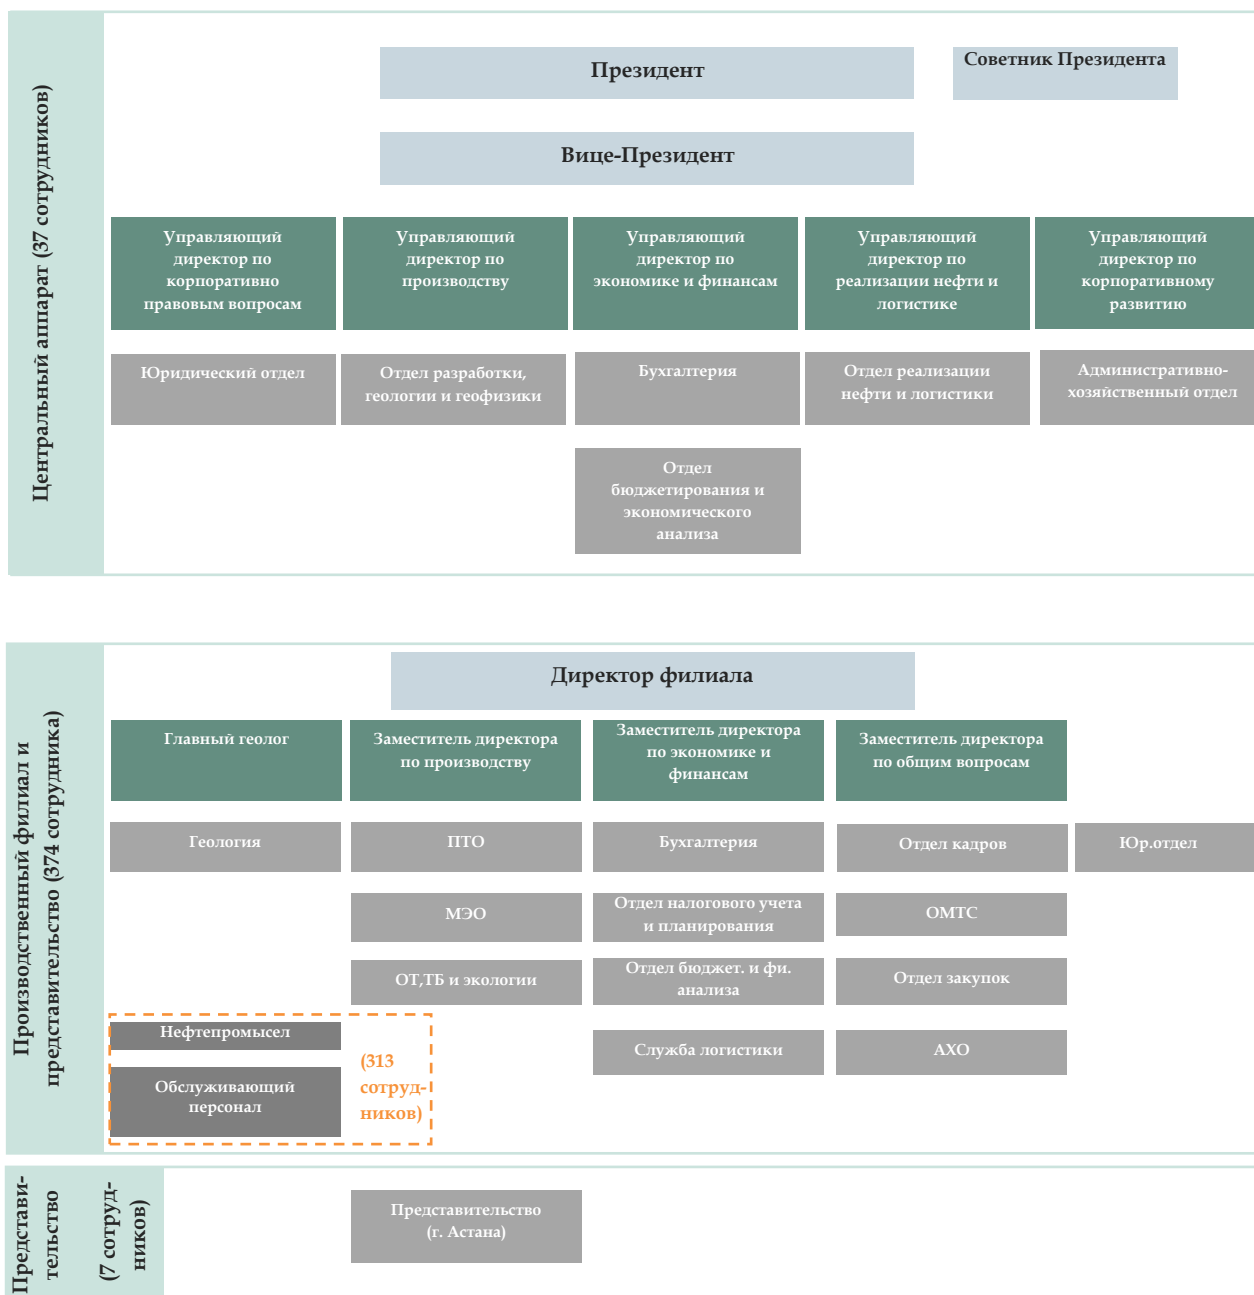 Центральный аппарат (37 сотрудников)
Президент
Советник Президента
Вице-Президент
Управляющий
директор по
корпоративно
правовым вопросам
Управляющий
директор по
производству
Управляющий
директор по
экономике и финансам
Управляющий
директор по
реализации нефти и
логистике
Управляющий
директор по
корпоративному
развитию
Юридический отдел
Отдел разработки,
геологии и геофизики
Бухгалтерия
Отдел реализации
нефти и логистики
Административно-
хозяйственный отдел
Отдел
бюджетирования и
экономического
анализа
Производственный филиал и
представительство (374 сотрудника)
Директор филиала
Главный геолог
Заместитель директора
по производству
Заместитель директора
по экономике и
финансам
Заместитель директора
по общим вопросам
Геология
ПТО
Бухгалтерия
Отдел кадров
Юр.отдел
МЭО
Отдел налогового учета
и планирования
ОМТС
ОТ,ТБ и экологии
Отдел бюджет. и фи.
анализа
Отдел закупок
Нефтепромысел
Обслуживающий
персонал
(313
сотруд-
ников)
Служба логистики
АХО
Представи-
тельство
(7 сотруд-
ников)
Представительство
(г. Астана)